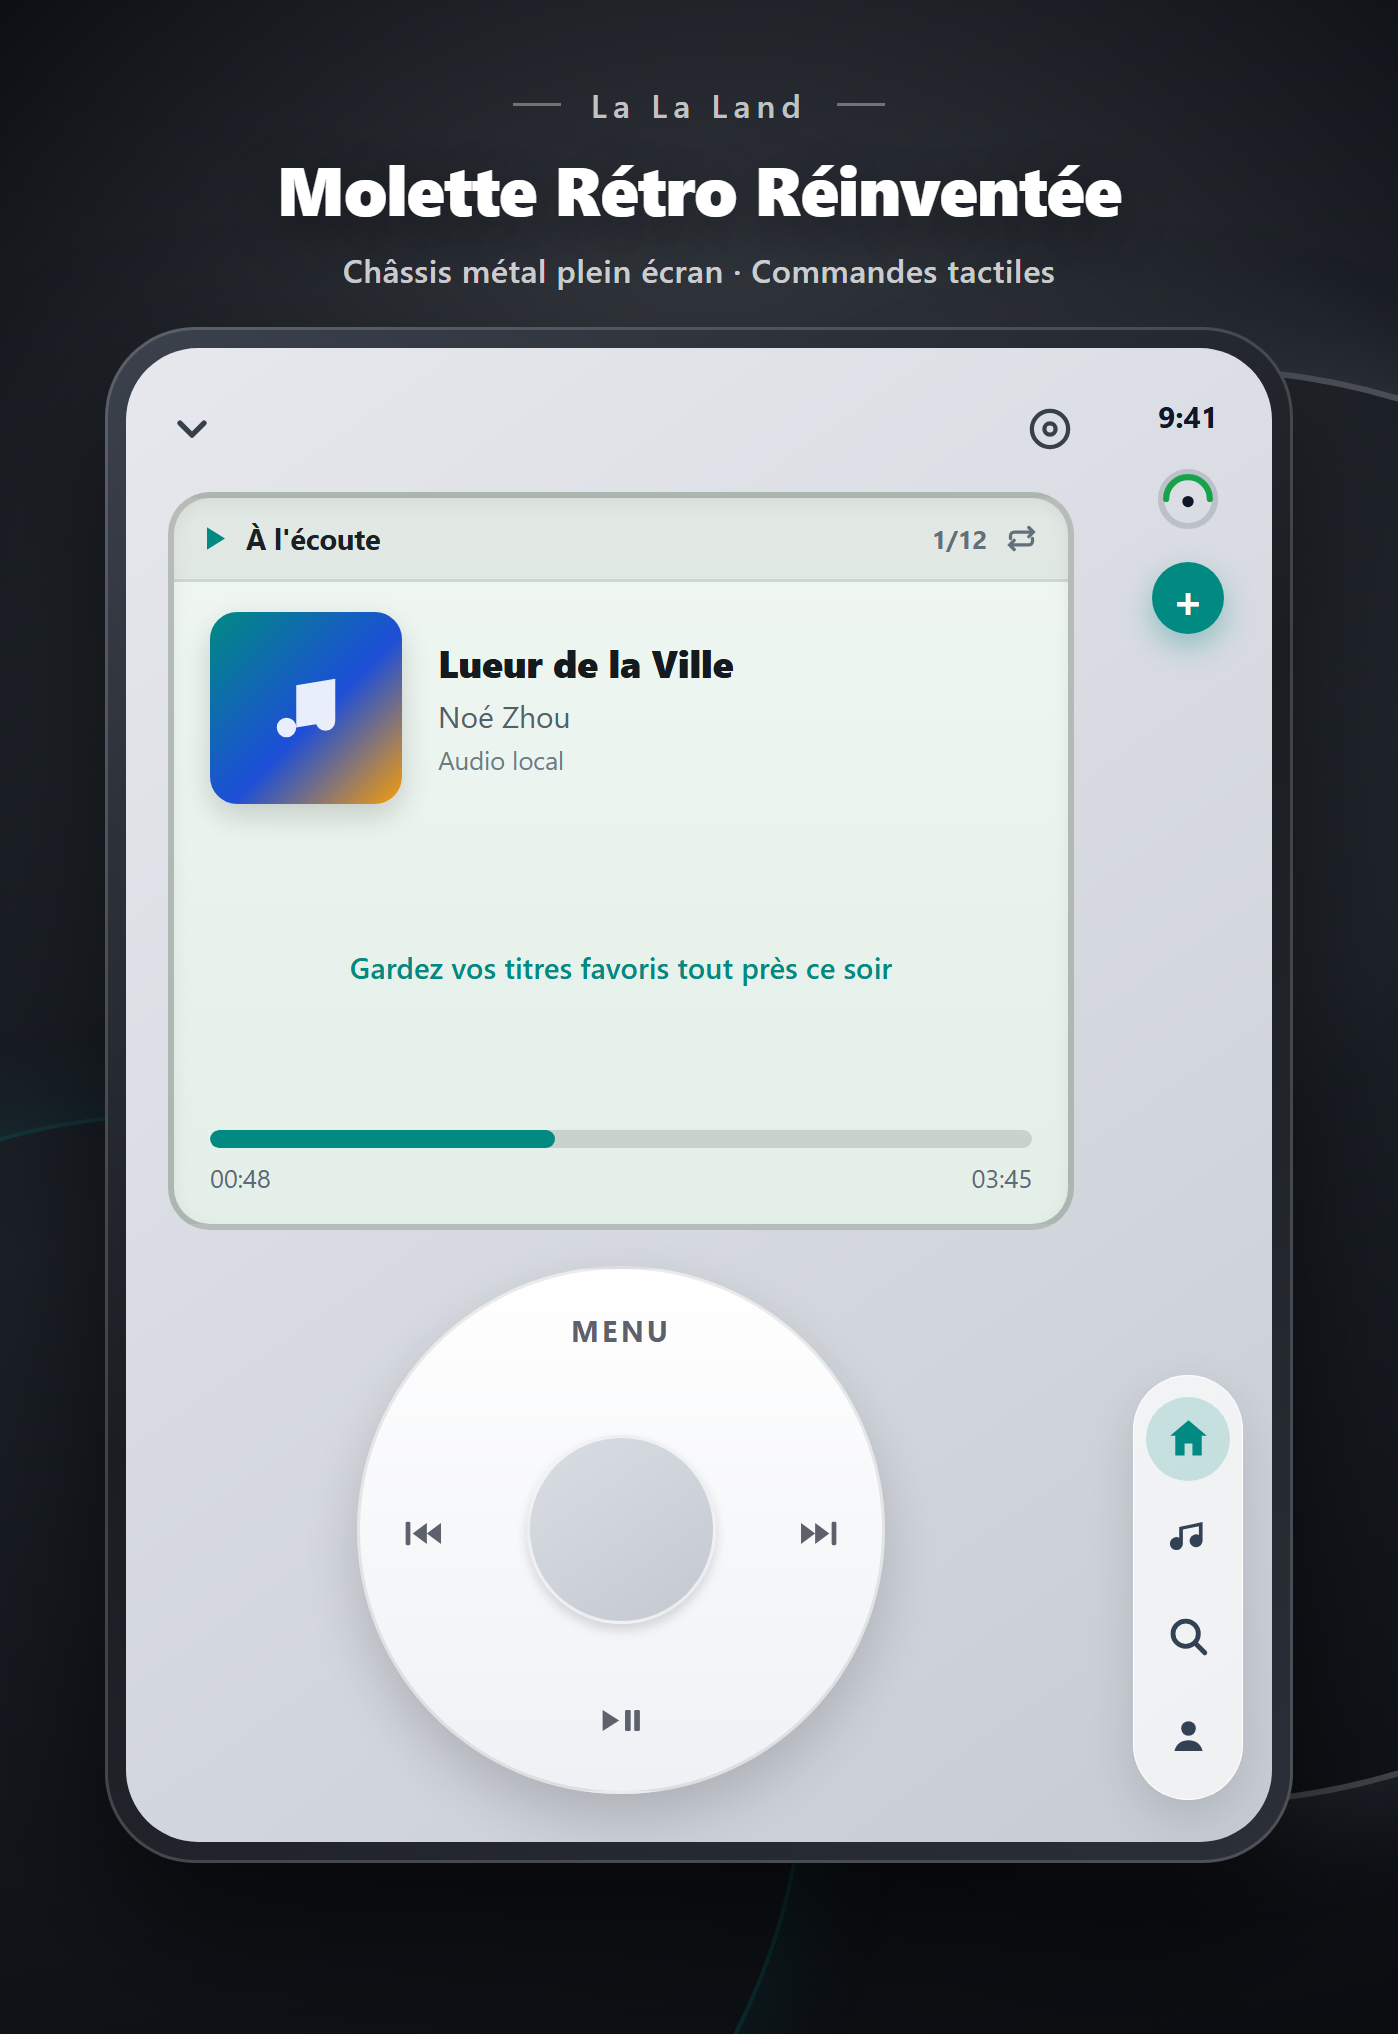 La La Land
Molette Rétro Réinventée
Châssis métal plein écran · Commandes tactiles
9:41
À l'écoute
1/12
+
Lueur de la Ville
Noé Zhou
Audio local
Gardez vos titres favoris tout près ce soir
00:48
03:45
MENU